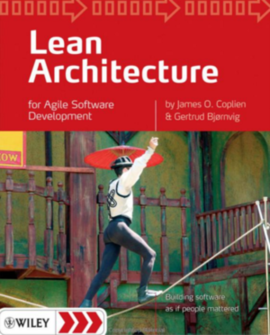 Lean
Architecture
for Agile Software
Development
by James O. Coplien
& Gertrud Bjørnvig
Building software
as if people mattered
WILEY